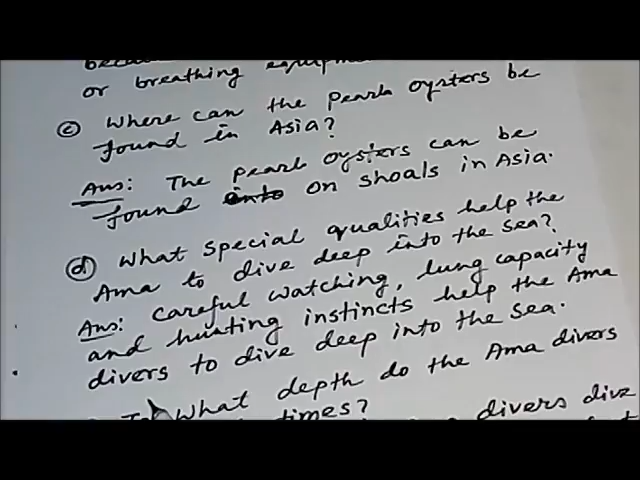 or breathing
(c) Where can the pearl oysters be
found in Asia?
Ans: The pearl oysters can be
found into on shoals in Asia.
(d) What special qualities help the
Ama to dive deep into the sea?
Ans: Careful watching, lung capacity
and hunting instincts help the Ama
divers to dive deep into the sea.
To What depth do the Ama divers
times?
divers dive